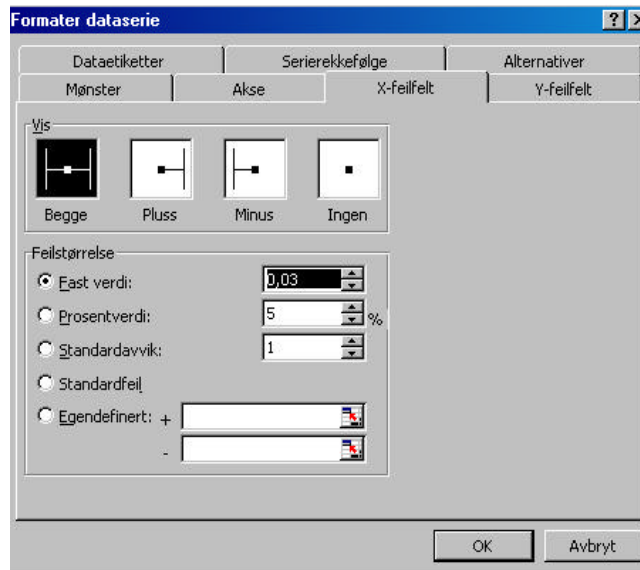 Formater dataserie
Dataetiketter Serierekkefølge Alternativer
Mønster Akse X-feilfelt Y-feilfelt
Vis
Begge Pluss Minus Ingen
Feilstørrelse
Fast verdi: 0,03
Prosentverdi: 5 %
Standardavvik: 1
Standardfeil
Egendefinert: +
-
OK Avbryt